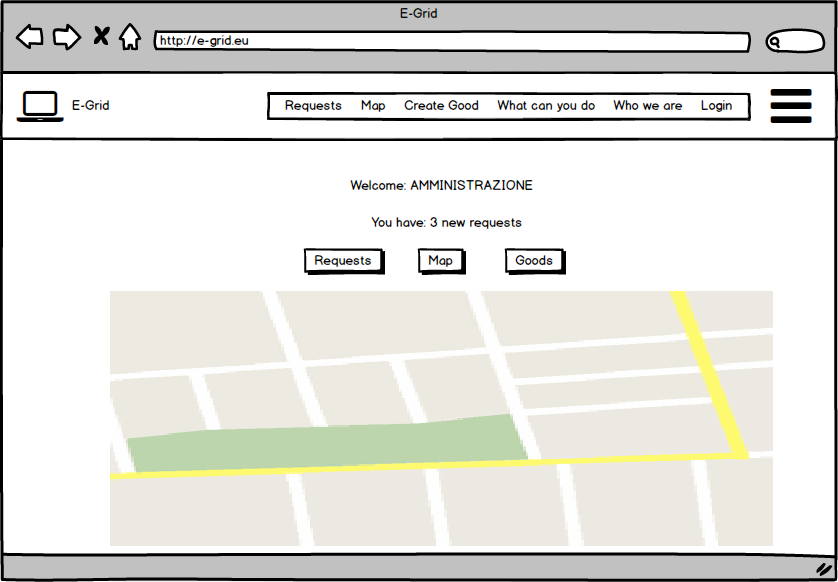 E-Grid
http://e-grid.eu
E-Grid
Requests Map Create Good What can you do Who we are Login
Welcome: AMMINISTRAZIONE
You have: 3 new requests
Requests Map Goods